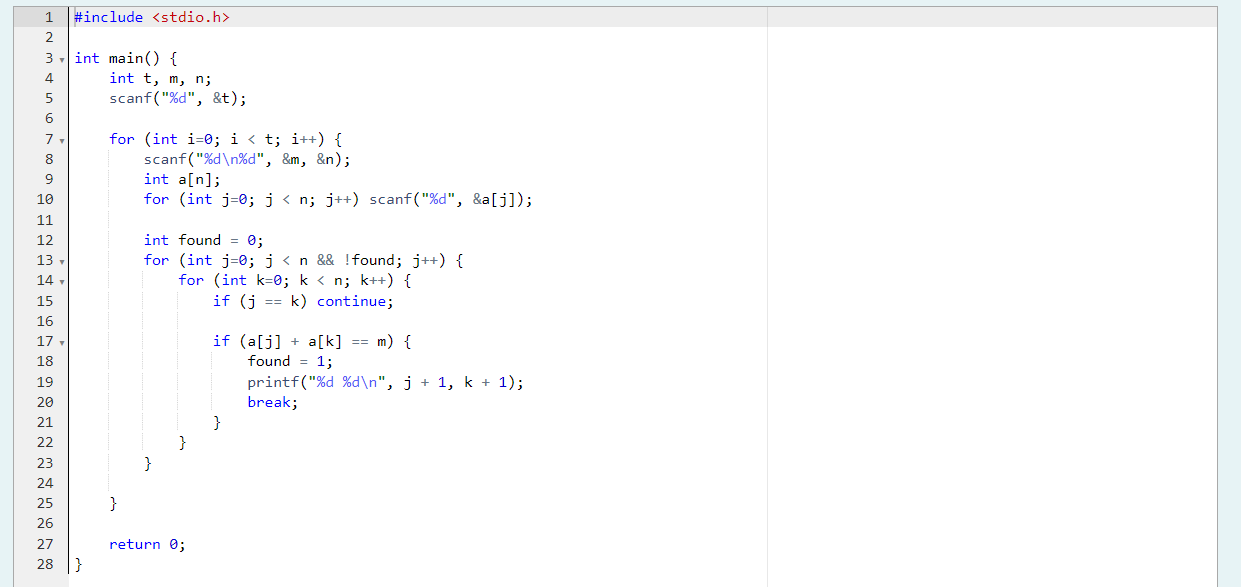 1 #include <stdio.h>
2
3 int main() {
4     int t, m, n;
5     scanf("%d", &t);
6
7     for (int i=0; i < t; i++) {
8         scanf("%d\n%d", &m, &n);
9         int a[n];
10         for (int j=0; j < n; j++) scanf("%d", &a[j]);
11
12         int found = 0;
13         for (int j=0; j < n && !found; j++) {
14             for (int k=0; k < n; k++) {
15                 if (j == k) continue;
16
17                 if (a[j] + a[k] == m) {
18                     found = 1;
19                     printf("%d %d\n", j + 1, k + 1);
20                     break;
21                 }
22             }
23         }
24
25     }
26
27     return 0;
28 }